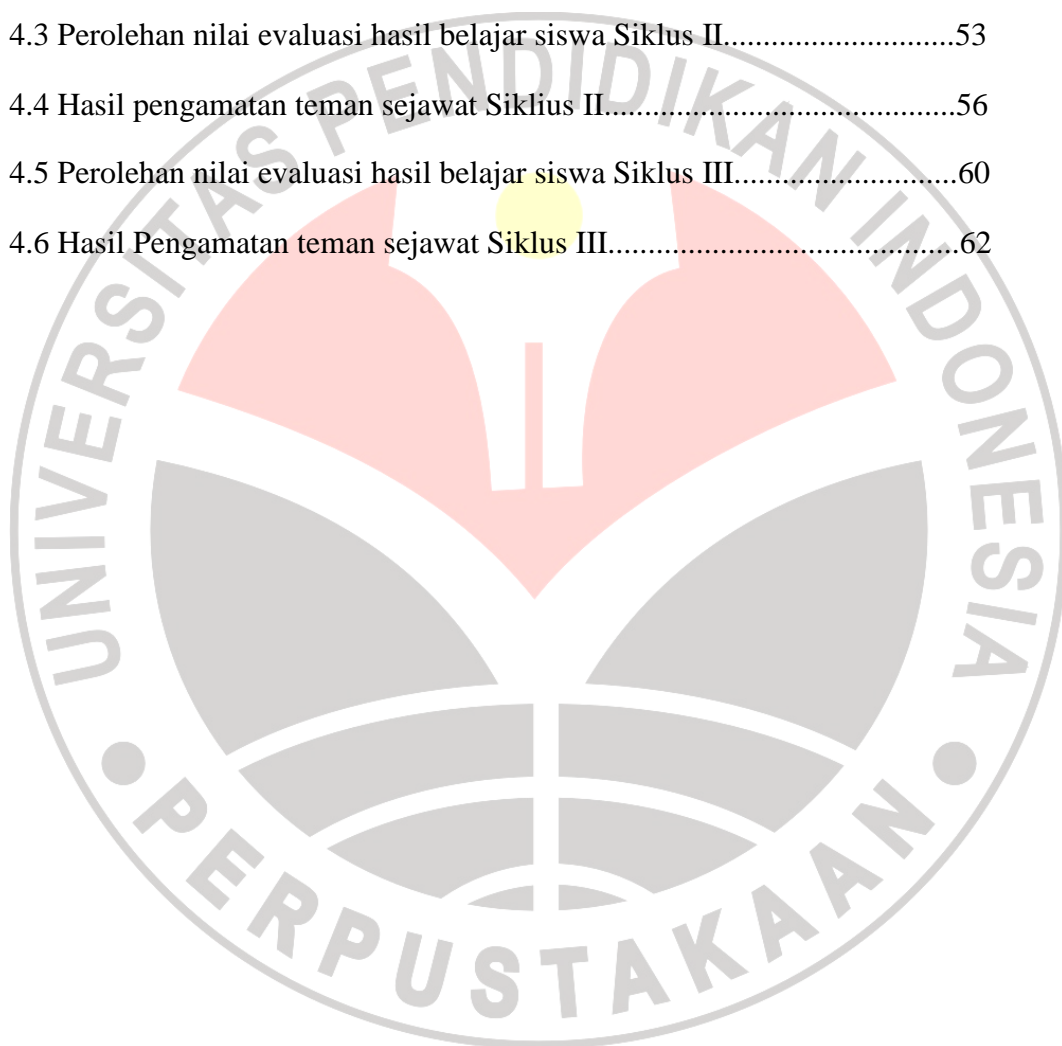 4.3 Perolehan nilai evaluasi hasil belajar siswa Siklus II.............................53
4.4 Hasil pengamatan teman sejawat Siklius II............................................56
4.5 Perolehan nilai evaluasi hasil belajar siswa Siklus III............................60
4.6 Hasil Pengamatan teman sejawat Siklus III............................................62
UNIVERSITAS PENDIDIKAN INDONESIA
PERPUSTAKAAN